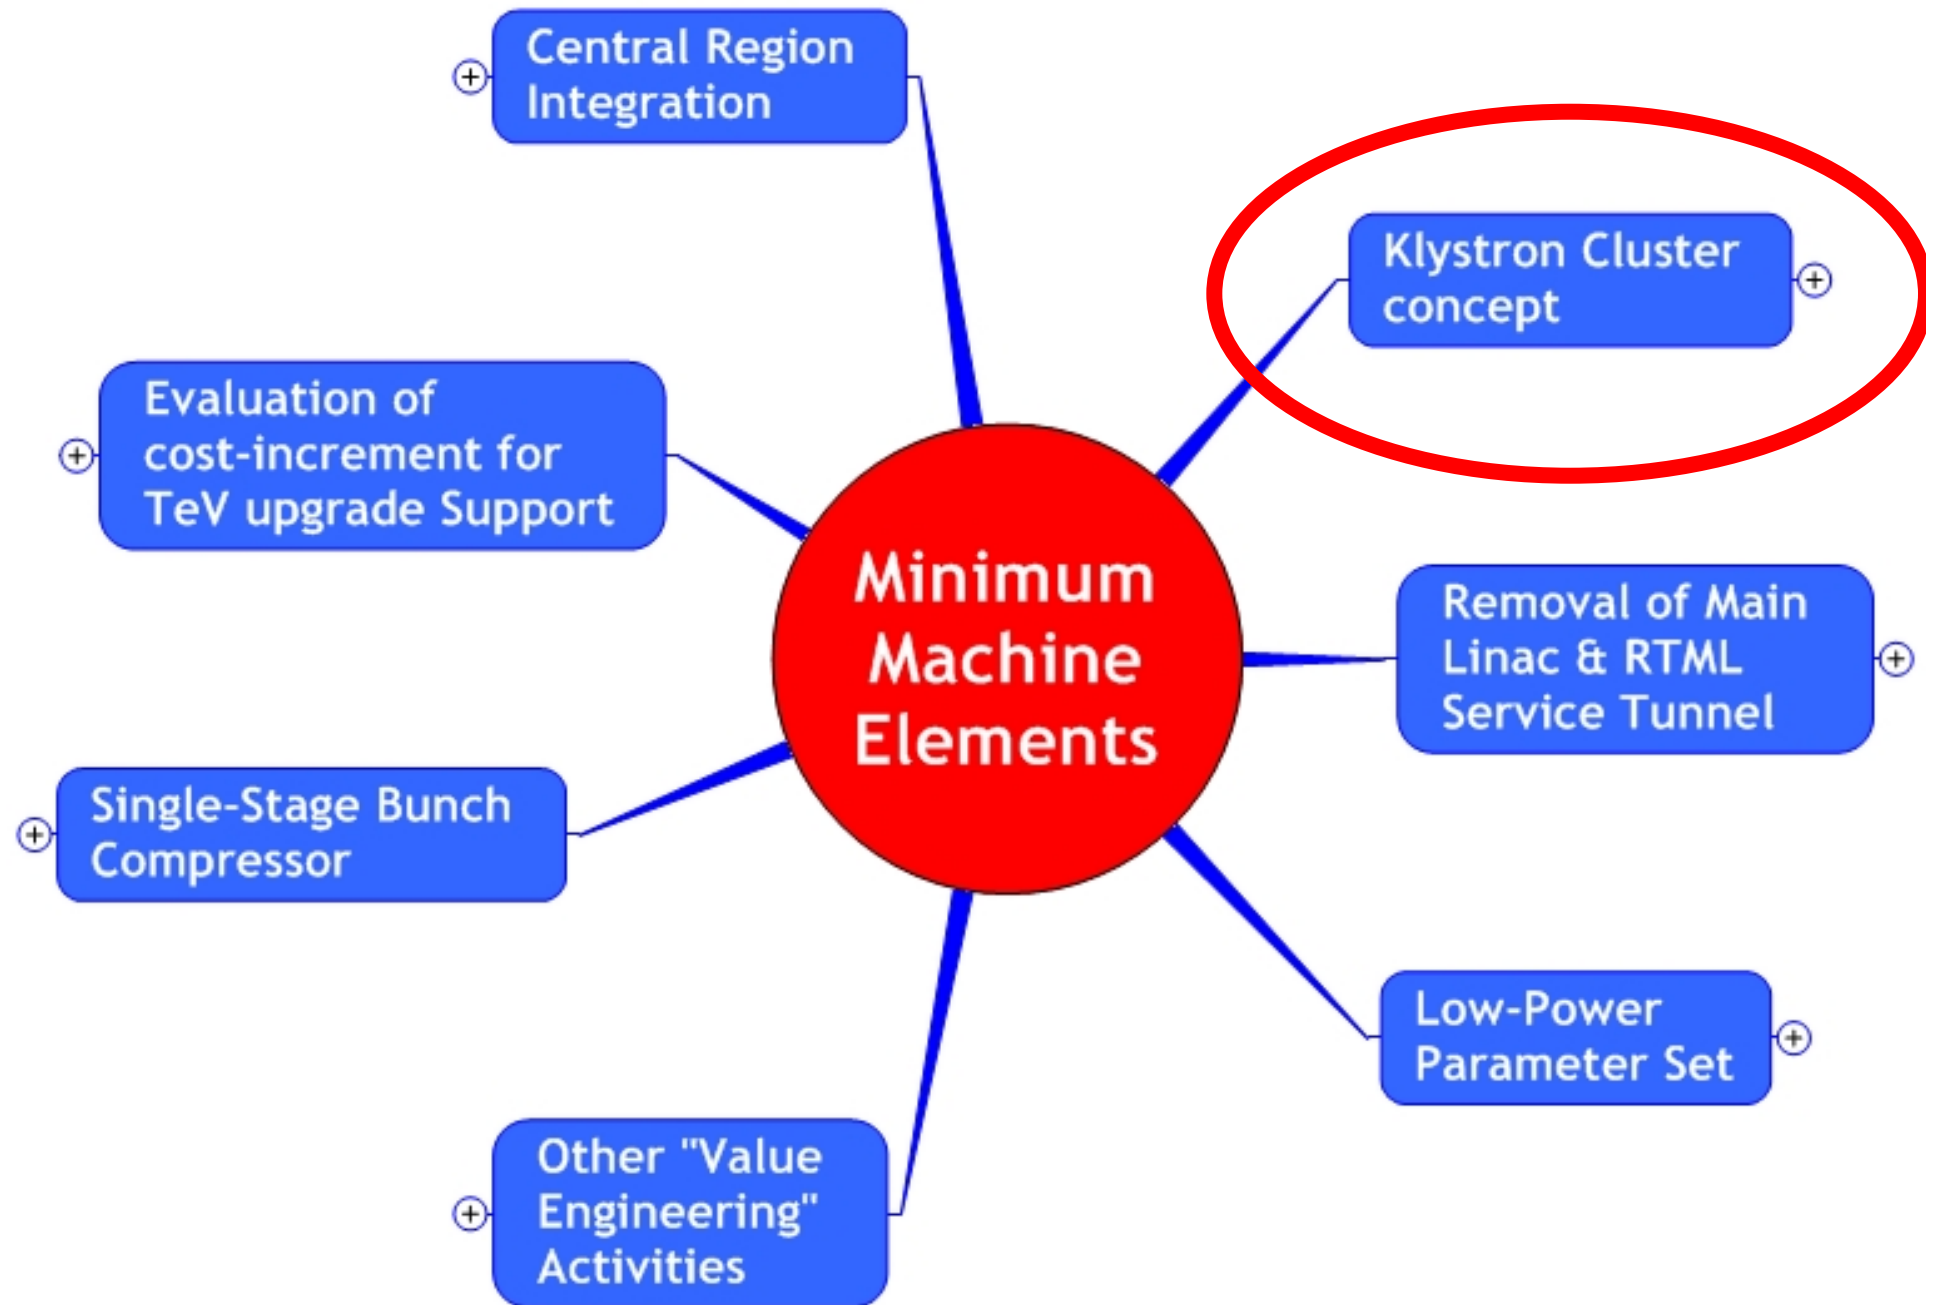 Central Region
Integration
Klystron Cluster
concept
Evaluation of
cost-increment for
TeV upgrade Support
Minimum
Machine
Elements
Removal of Main
Linac & RTML
Service Tunnel
Single-Stage Bunch
Compressor
Low-Power
Parameter Set
Other "Value
Engineering"
Activities